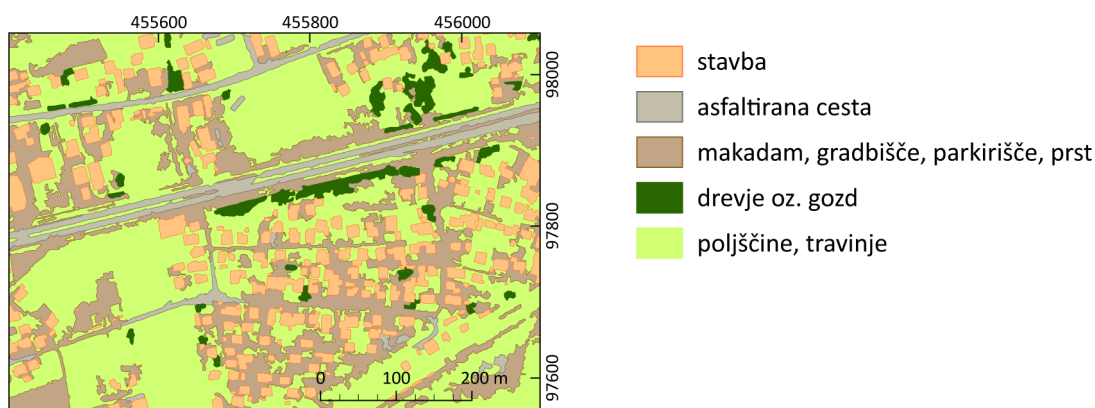 455600 455800 456000
98000
97800
97600
0 100 200 m
stavba
asfaltirana cesta
makadam, gradbišče, parkirišče, prst
drevje oz. gozd
poljščine, travinje